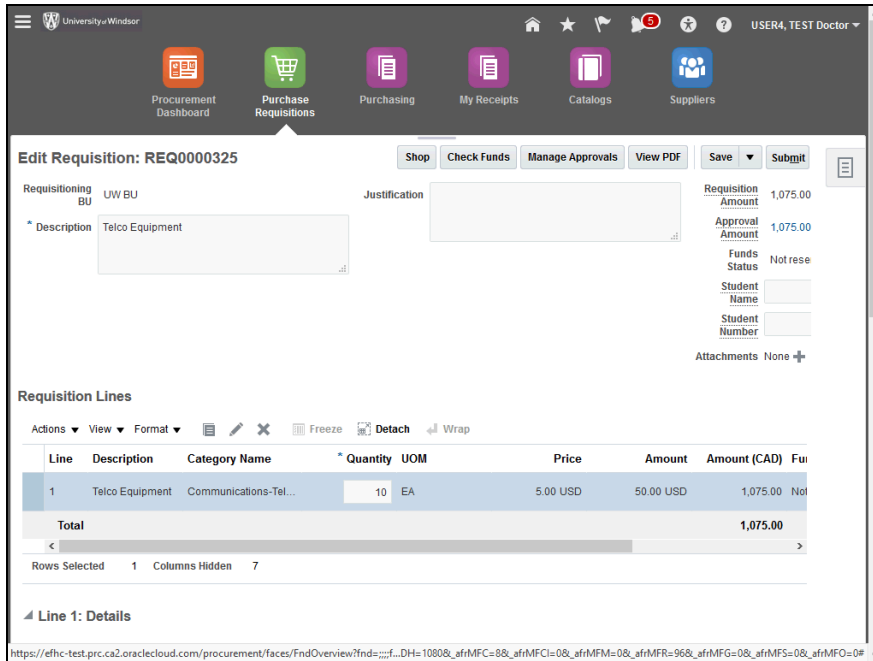 University of Windsor
5
?
USER4, TEST Doctor
Procurement Dashboard
Purchase Requisitions
Purchasing
My Receipts
Catalogs
Suppliers
Edit Requisition: REQ0000325
Shop
Check Funds
Manage Approvals
View PDF
Save
Submit
Requisitioning BU UW BU
* Description Telco Equipment
Justification
Requisition Amount 1,075.00
Approval Amount 1,075.00
Funds Status Not rese
Student Name
Student Number
Attachments None
Requisition Lines
Actions View Format Freeze Detach Wrap
Line Description Category Name * Quantity UOM Price Amount Amount (CAD) Fur
1 Telco Equipment Communications-Tel... 10 EA 5.00 USD 50.00 USD 1,075.00 Not
Total 1,075.00
Rows Selected 1 Columns Hidden 7
Line 1: Details
https://efhc-test.prc.ca2.oraclecloud.com/procurement/faces/FndOverview?fnd=;;;;f...DH=1080&_afrMFC=8&_afrMFCI=0&_afrMFM=0&_afrMFR=96&_afrMFG=0&_afrMFS=0&_afrMFO=0#